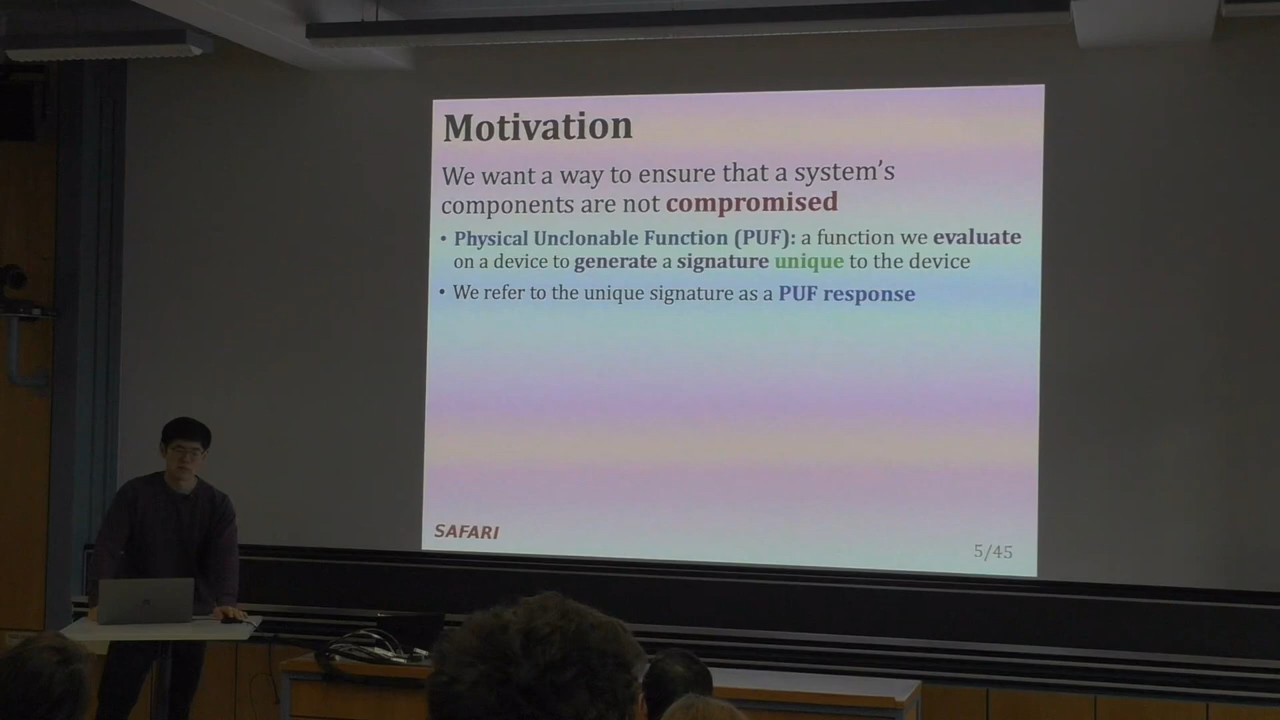 Motivation
We want a way to ensure that a system's
components are not compromised
• Physical Unclonable Function (PUF): a function we evaluate
on a device to generate a signature unique to the device
• We refer to the unique signature as a PUF response
SAFARI
5/45